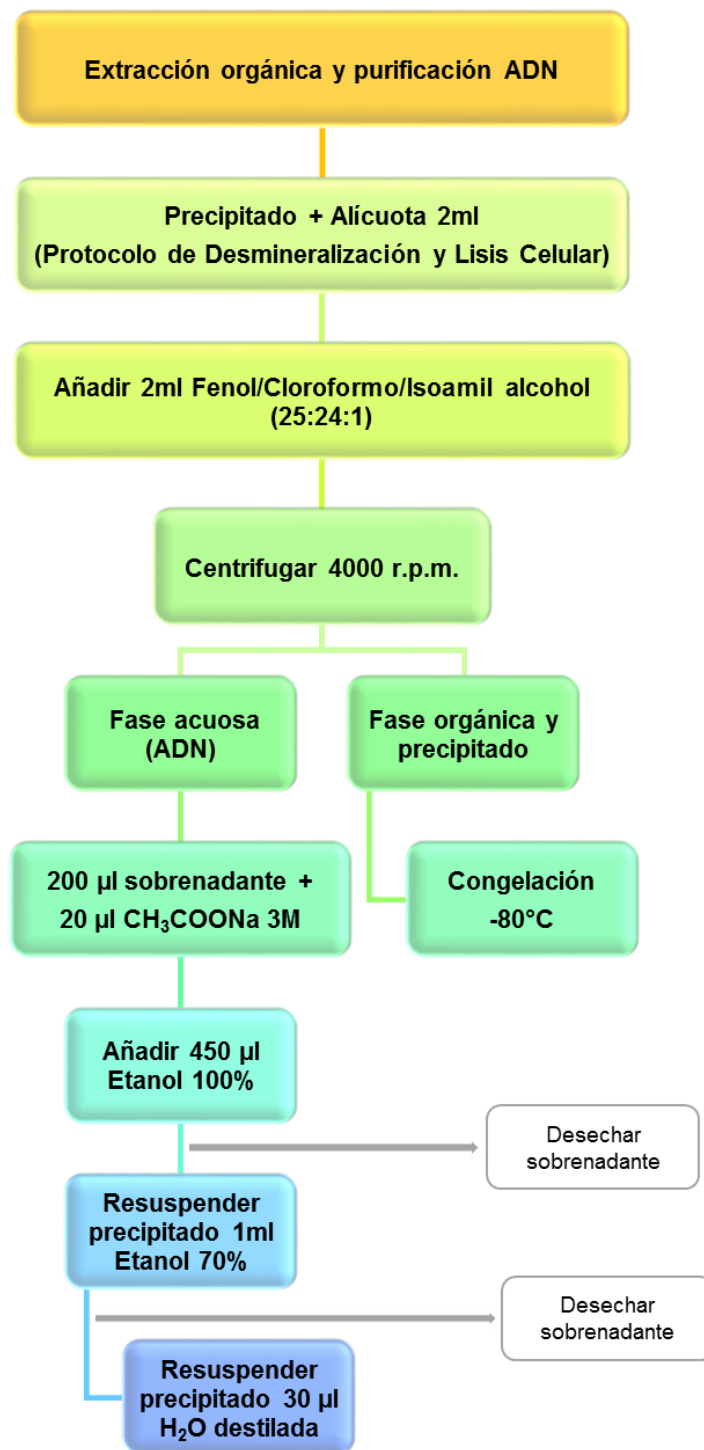 Extracción orgánica y purificación ADN
Precipitado + Alícuota 2ml
(Protocolo de Desmineralización y Lisis Celular)
Añadir 2ml Fenol/Cloroformo/Isoamil alcohol
(25:24:1)
Centrifugar 4000 r.p.m.
Fase acuosa
(ADN)
Fase orgánica y
precipitado
200 µl sobrenadante +
20 µl CH₃COONa 3M
Congelación
-80°C
Añadir 450 µl
Etanol 100%
Desechar
sobrenadante
Resuspender
precipitado 1ml
Etanol 70%
Desechar
sobrenadante
Resuspender
precipitado 30 µl
H₂O destilada